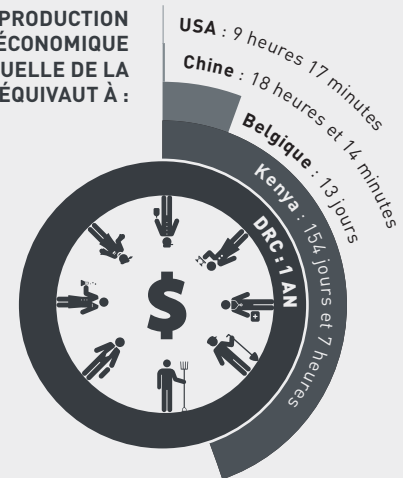 PRODUCTION
ÉCONOMIQUE
UELLE DE LA
ÉQUIVAUT À :
USA : 9 heures 17 minutes
Chine : 18 heures et 14 minutes
Belgique : 13 jours
Kenya : 154 jours et 7 heures
DRC : 1 AN
$